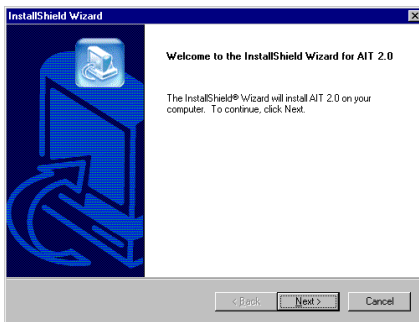 InstallShield Wizard
Welcome to the InstallShield Wizard for AIT 2.0
The InstallShield® Wizard will install AIT 2.0 on your
computer. To continue, click Next.
< Back
Next >
Cancel